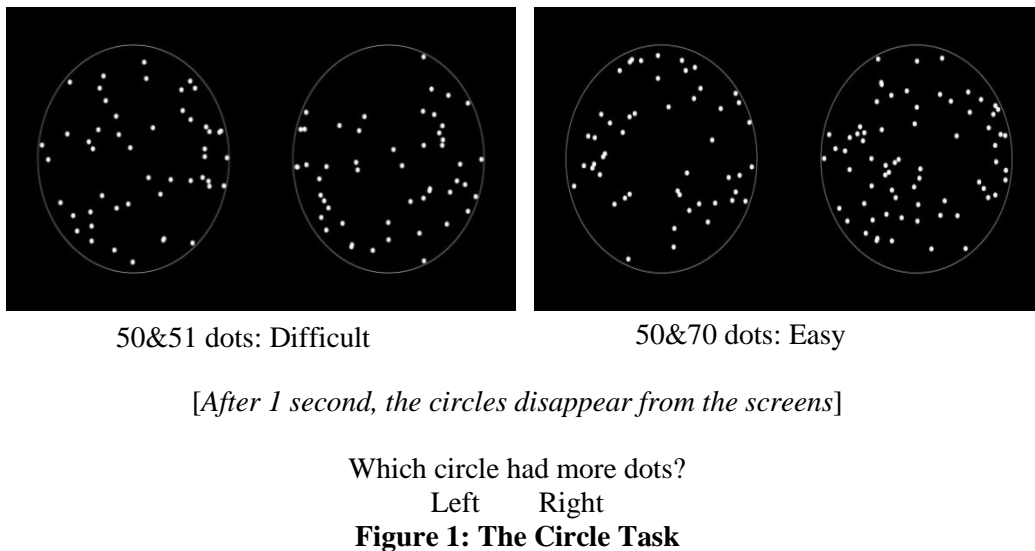 50&51 dots: Difficult
50&70 dots: Easy
[After 1 second, the circles disappear from the screens]
Which circle had more dots?
Left Right
Figure 1: The Circle Task